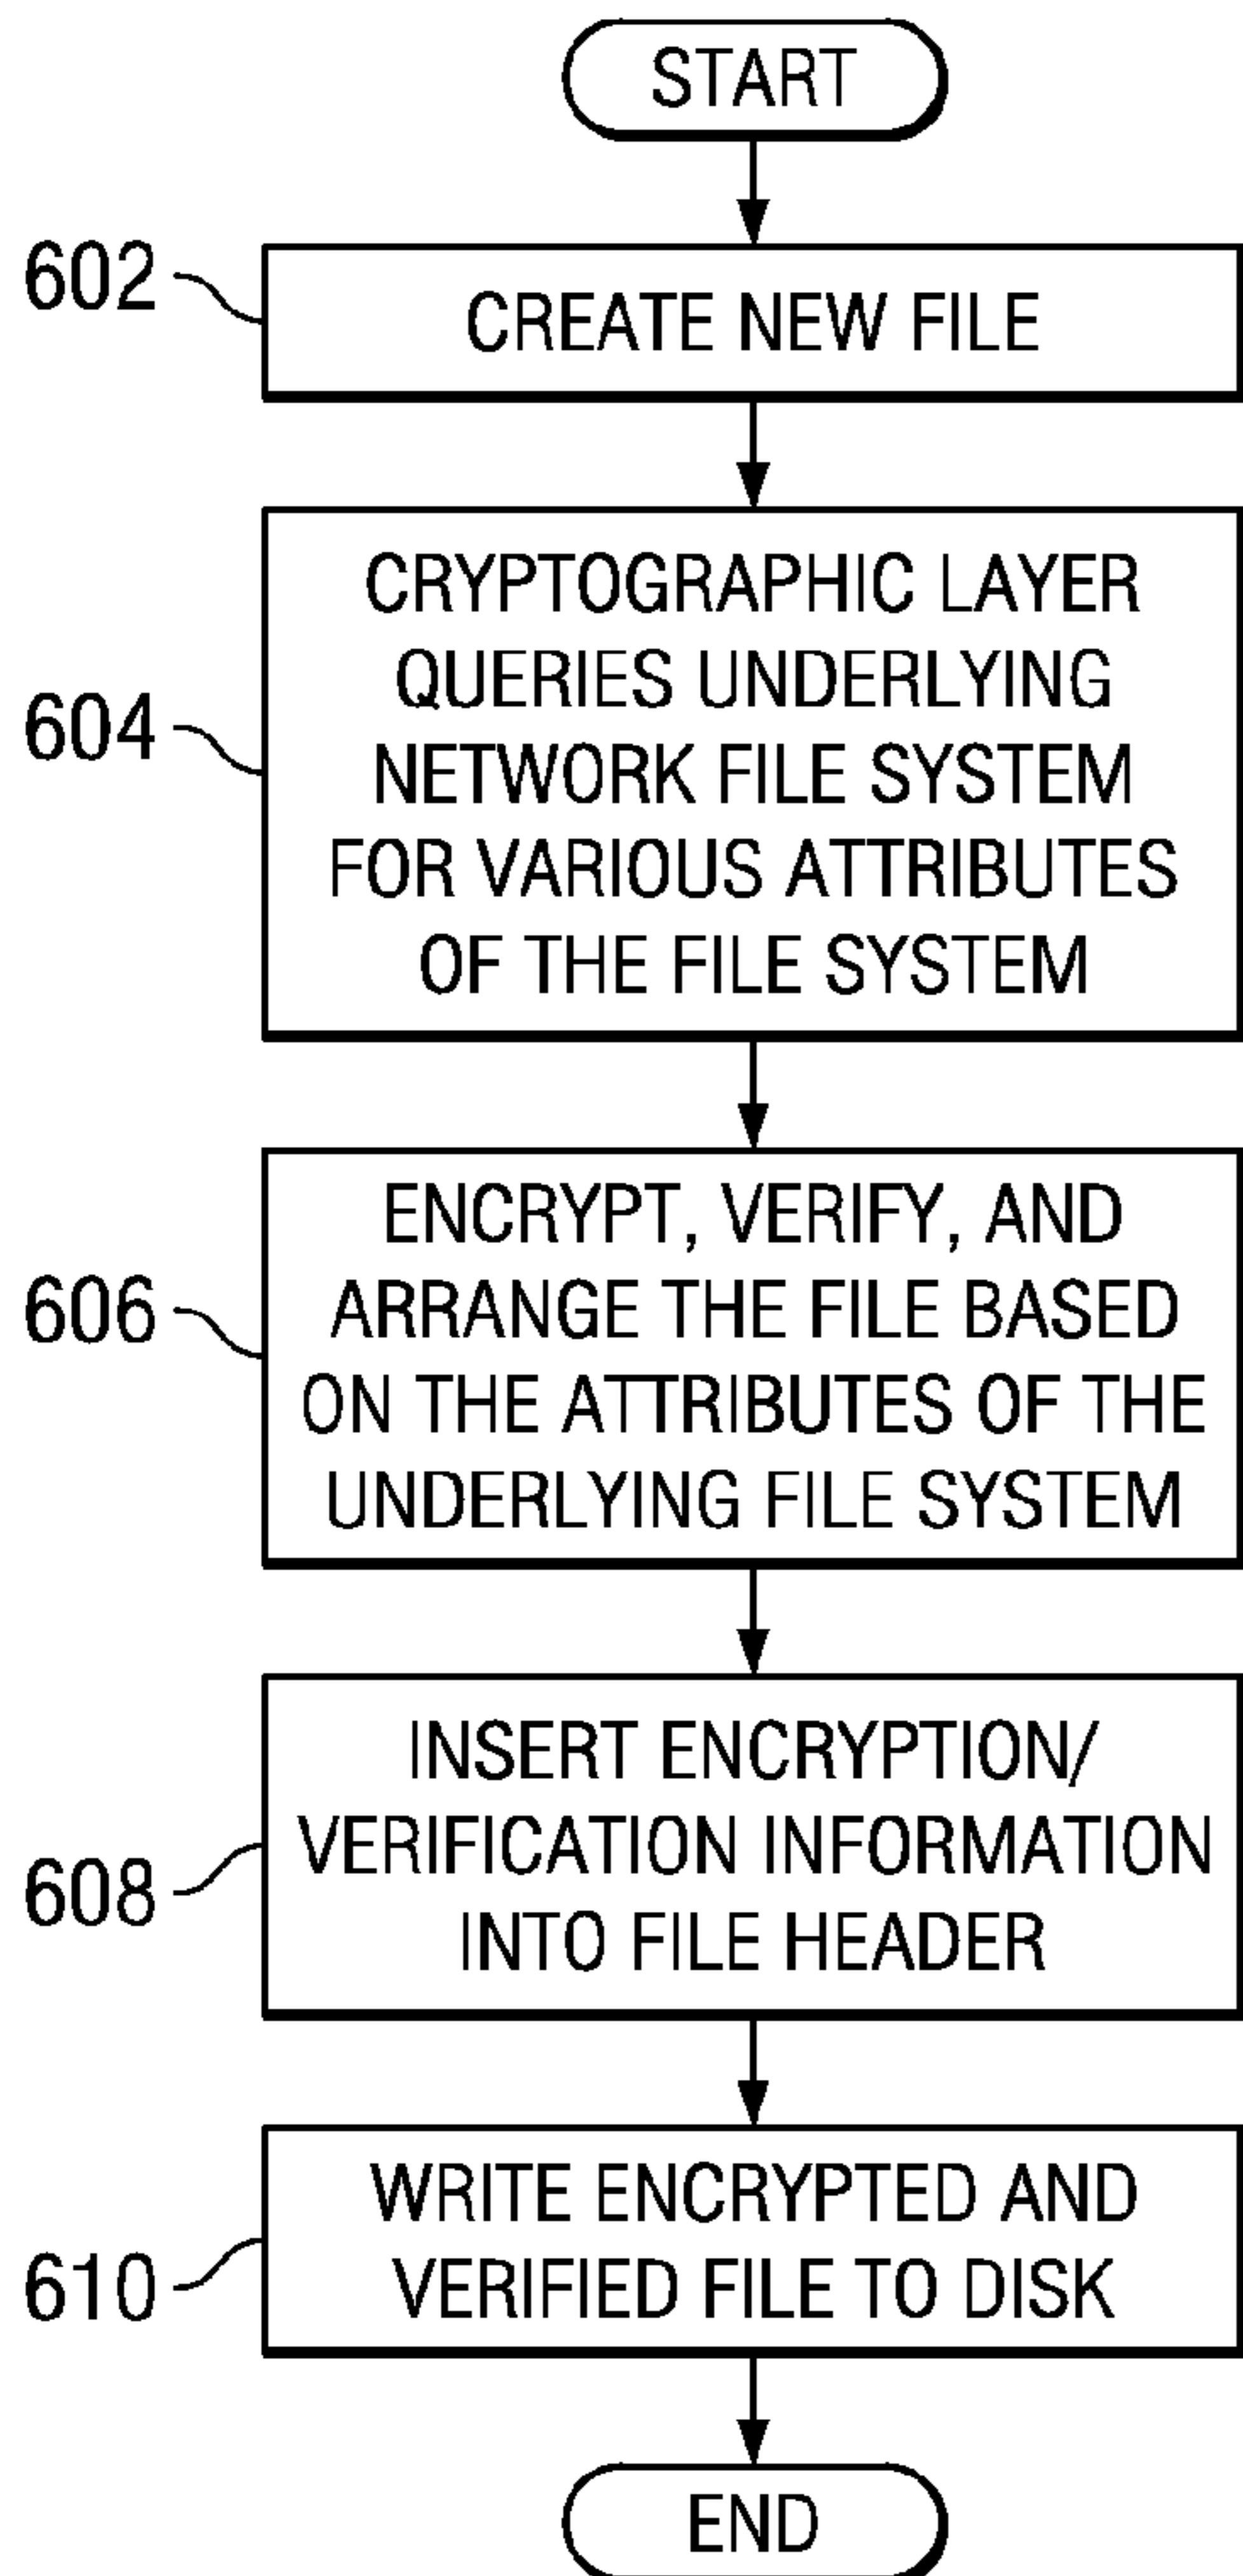 START
602
CREATE NEW FILE
604
CRYPTOGRAPHIC LAYER
QUERIES UNDERLYING
NETWORK FILE SYSTEM
FOR VARIOUS ATTRIBUTES
OF THE FILE SYSTEM
606
ENCRYPT, VERIFY, AND
ARRANGE THE FILE BASED
ON THE ATTRIBUTES OF THE
UNDERLYING FILE SYSTEM
608
INSERT ENCRYPTION/
VERIFICATION INFORMATION
INTO FILE HEADER
610
WRITE ENCRYPTED AND
VERIFIED FILE TO DISK
END